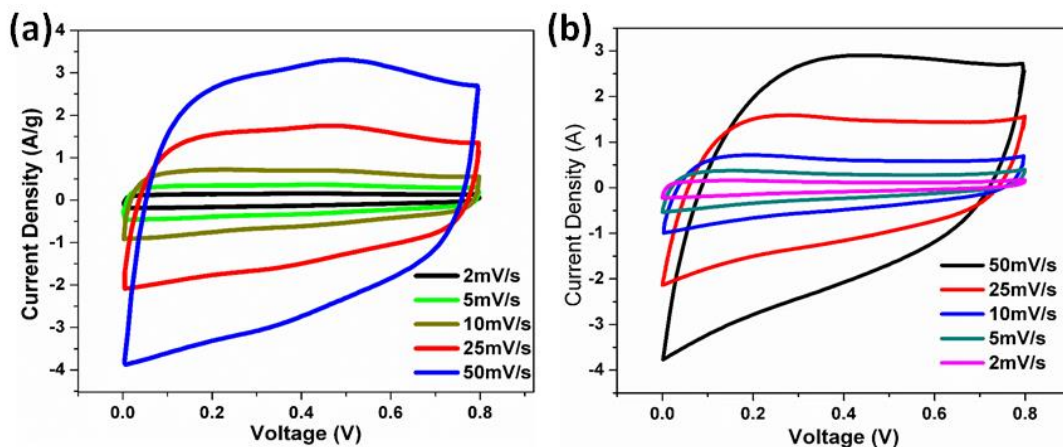 (a)
4
3
2
1
0
-1
-2
-3
-4
0.0 0.2 0.4 0.6 0.8
Voltage (V)
Current Density (A/g)
2mV/s
5mV/s
10mV/s
25mV/s
50mV/s
(b)
3
2
1
0
-1
-2
-3
-4
0.0 0.2 0.4 0.6 0.8
Voltage (V)
Current Density (A)
50mV/s
25mV/s
10mV/s
5mV/s
2mV/s